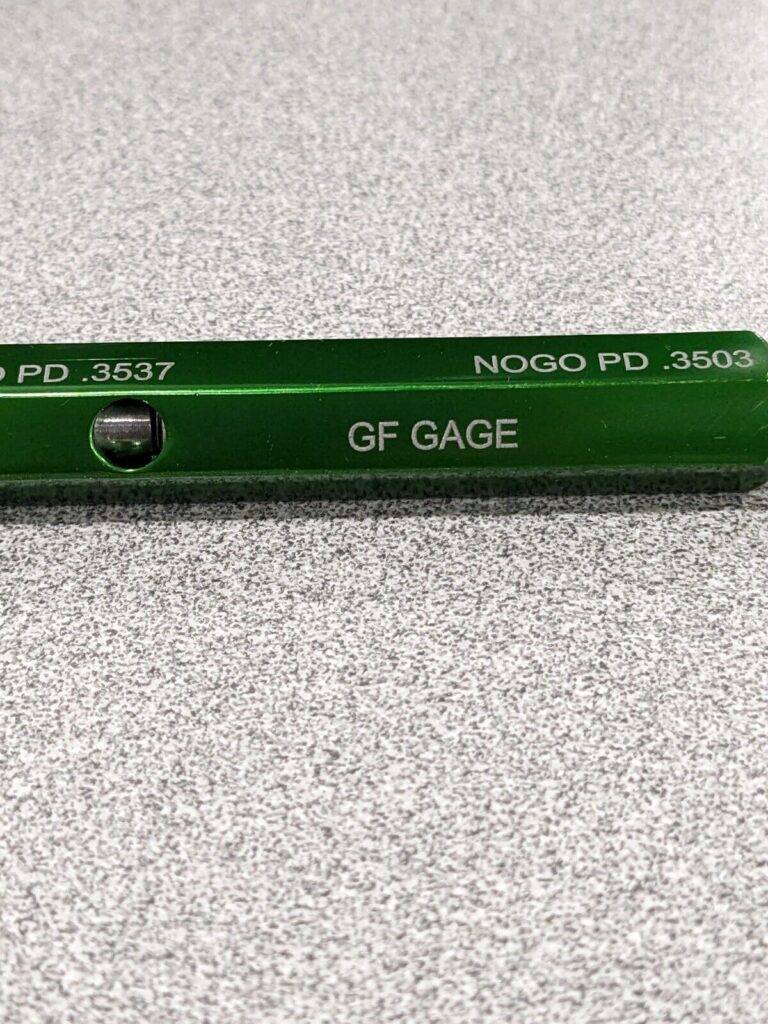 PD .3537
NOGO PD .3503
GF GAGE